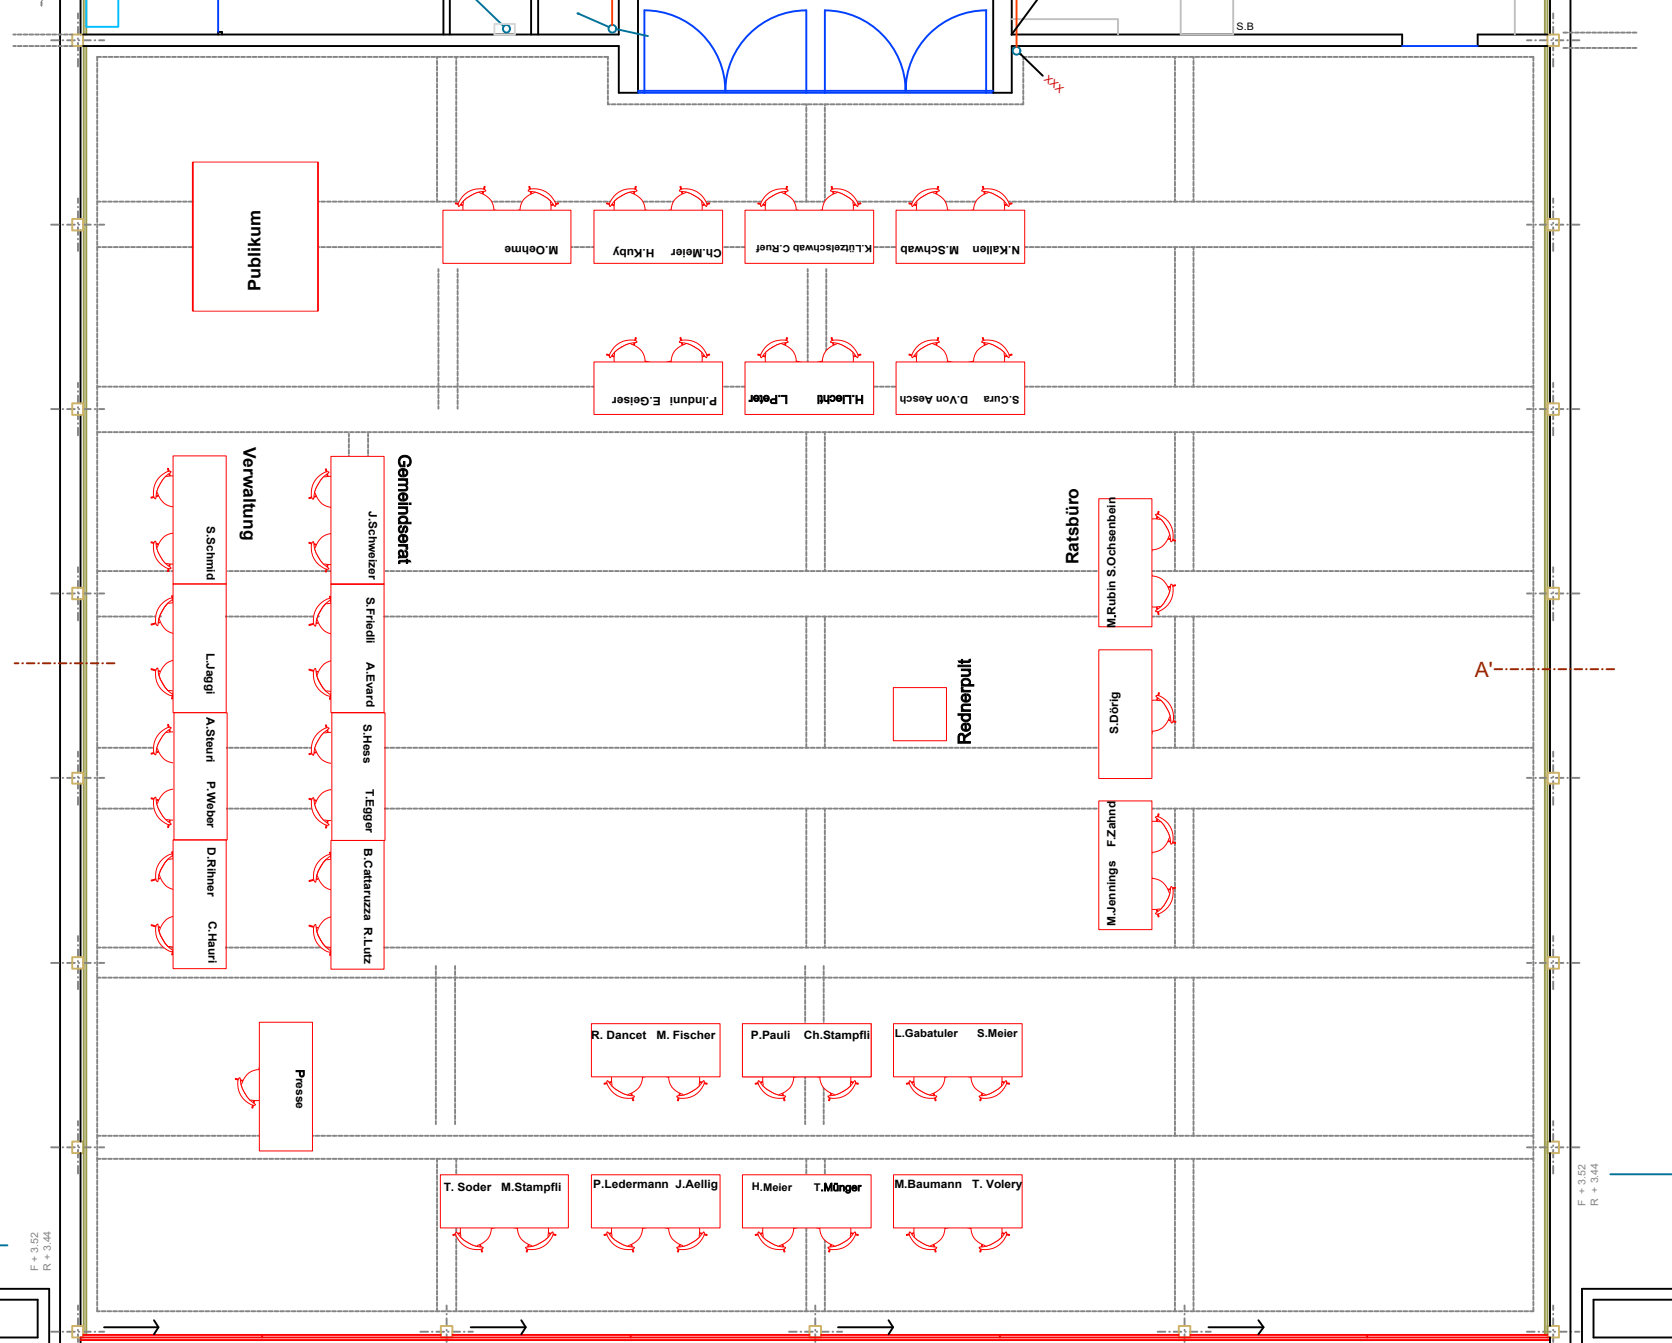 S.B
XXX
Publikum
M.Oehme
Ch.Meier H.Kuby
K.Lützelschwab C.Ruef
N.Kallen M.Schwab
P.Induni E.Geiser
H.Liechti L.Peter
S.Cura D.Von Aesch
Verwaltung
Gemeindserat
Ratsbüro
S.Schmid
J.Schweizer
M.Rubin S.Ochsenbein
L.Jaggi
S.Friedli A.Evard
Rednerpult
S.Dörig
A'
A.Steuri P.Weber
S.Hess T.Egger
M.Jennings F.Zahnd
D.Rihner C.Hauri
B.Cattaruzza R.Lutz
Presse
R. Dancet M. Fischer
P.Pauli Ch.Stampfli
L.Gabatuler S.Meier
T. Soder M.Stampfli
P.Ledermann J.Aellig
H.Meier T.Münger
M.Baumann T. Volery
F + 3.52
R + 3.44
F + 3.52
R + 3.44